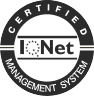 CERTIFIED
IQNet
MANAGEMENT SYSTEM